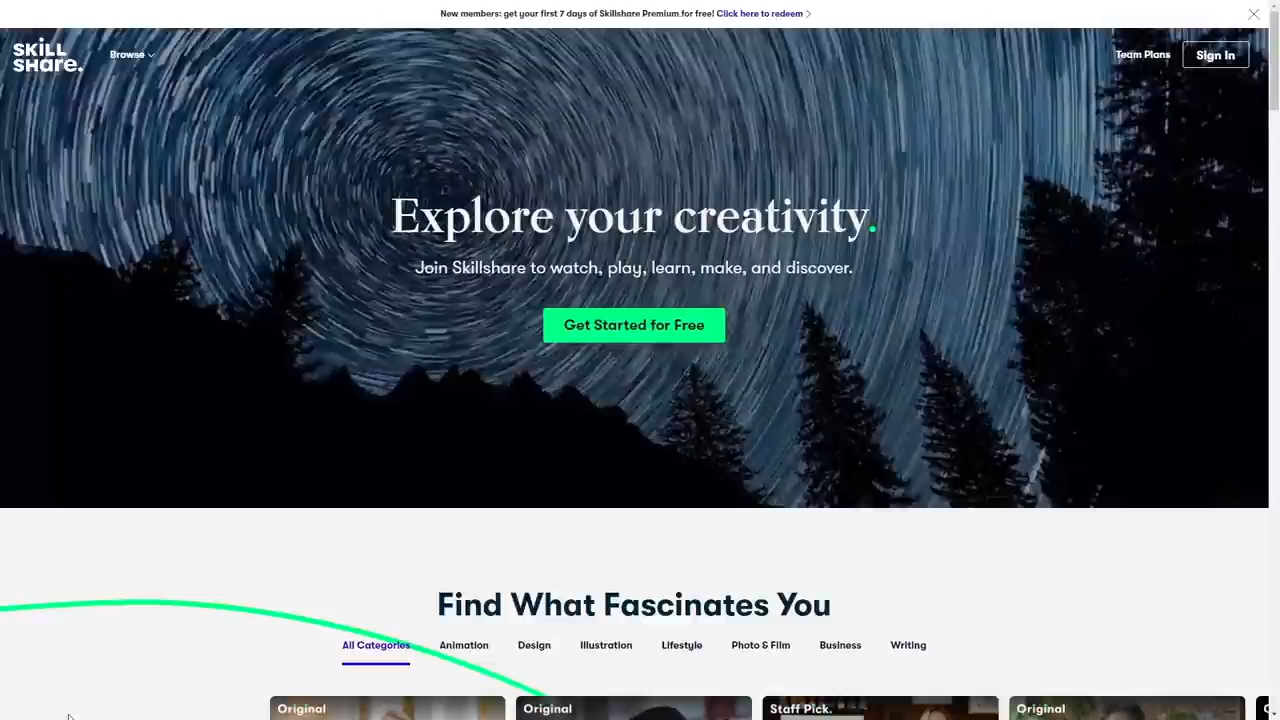 New members: get your first 7 days of Skillshare Premium for free! Click here to redeem
SKILL
SHARE.
Browse
Team Plans
Sign In
Explore your creativity.
Join Skillshare to watch, play, learn, make, and discover.
Get Started for Free
Find What Fascinates You
All Categories Animation Design Illustration Lifestyle Photo & Film Business Writing
Original Original Staff Pick. Original